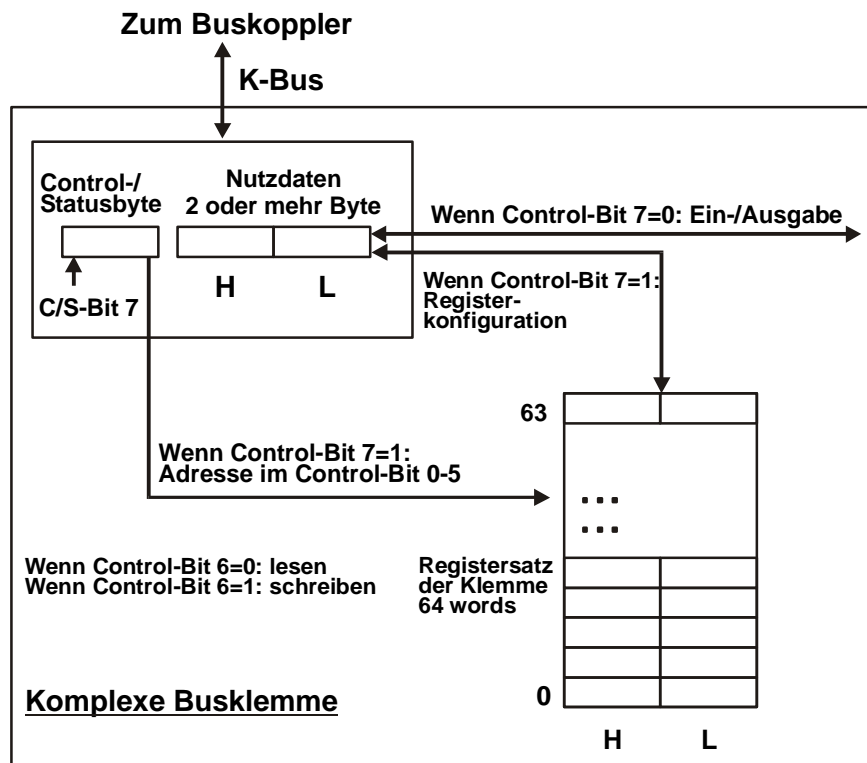 Zum Buskoppler
K-Bus
Control-/
Statusbyte
Nutzdaten
2 oder mehr Byte
H
L
C/S-Bit 7
Wenn Control-Bit 7=0: Ein-/Ausgabe
Wenn Control-Bit 7=1:
Register-
konfiguration
Wenn Control-Bit 7=1:
Adresse im Control-Bit 0-5
63
...
...
Wenn Control-Bit 6=0: lesen
Wenn Control-Bit 6=1: schreiben
Registersatz
der Klemme
64 words
0
Komplexe Busklemme
H
L